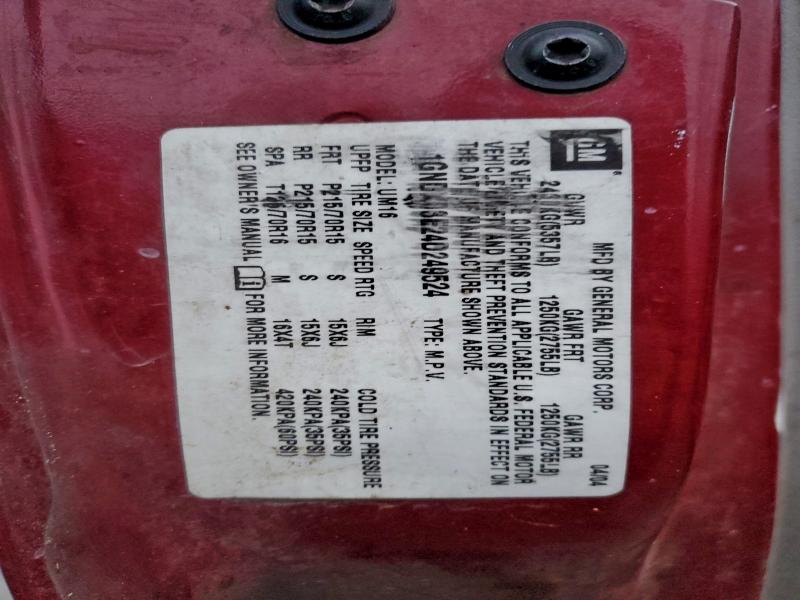 GM MFD BY GENERAL MOTORS CORP. 04/04
GVWR GAWR FRT GAWR RR
KG(5357LB) 1250KG(2755LB) 1250KG(2755LB)
THIS VEHICLE CONFORMS TO ALL APPLICABLE U.S. FEDERAL MOTOR
VEHICLE SAFETY AND THEFT PREVENTION STANDARDS IN EFFECT ON
THE DATE OF MANUFACTURE SHOWN ABOVE.
TYPE: M.P.V.
MODEL: UM16
UPFP TIRE SIZE SPEED RTG RIM COLD TIRE PRESSURE
FRT P215/70R15 S 15X6J 240KPA(35PSI)
RR P215/70R15 S 15X6J 240KPA(35PSI)
SPA /70R16 M 16X4T 420KPA(60PSI)
SEE OWNER'S MANUAL FOR MORE INFORMATION.